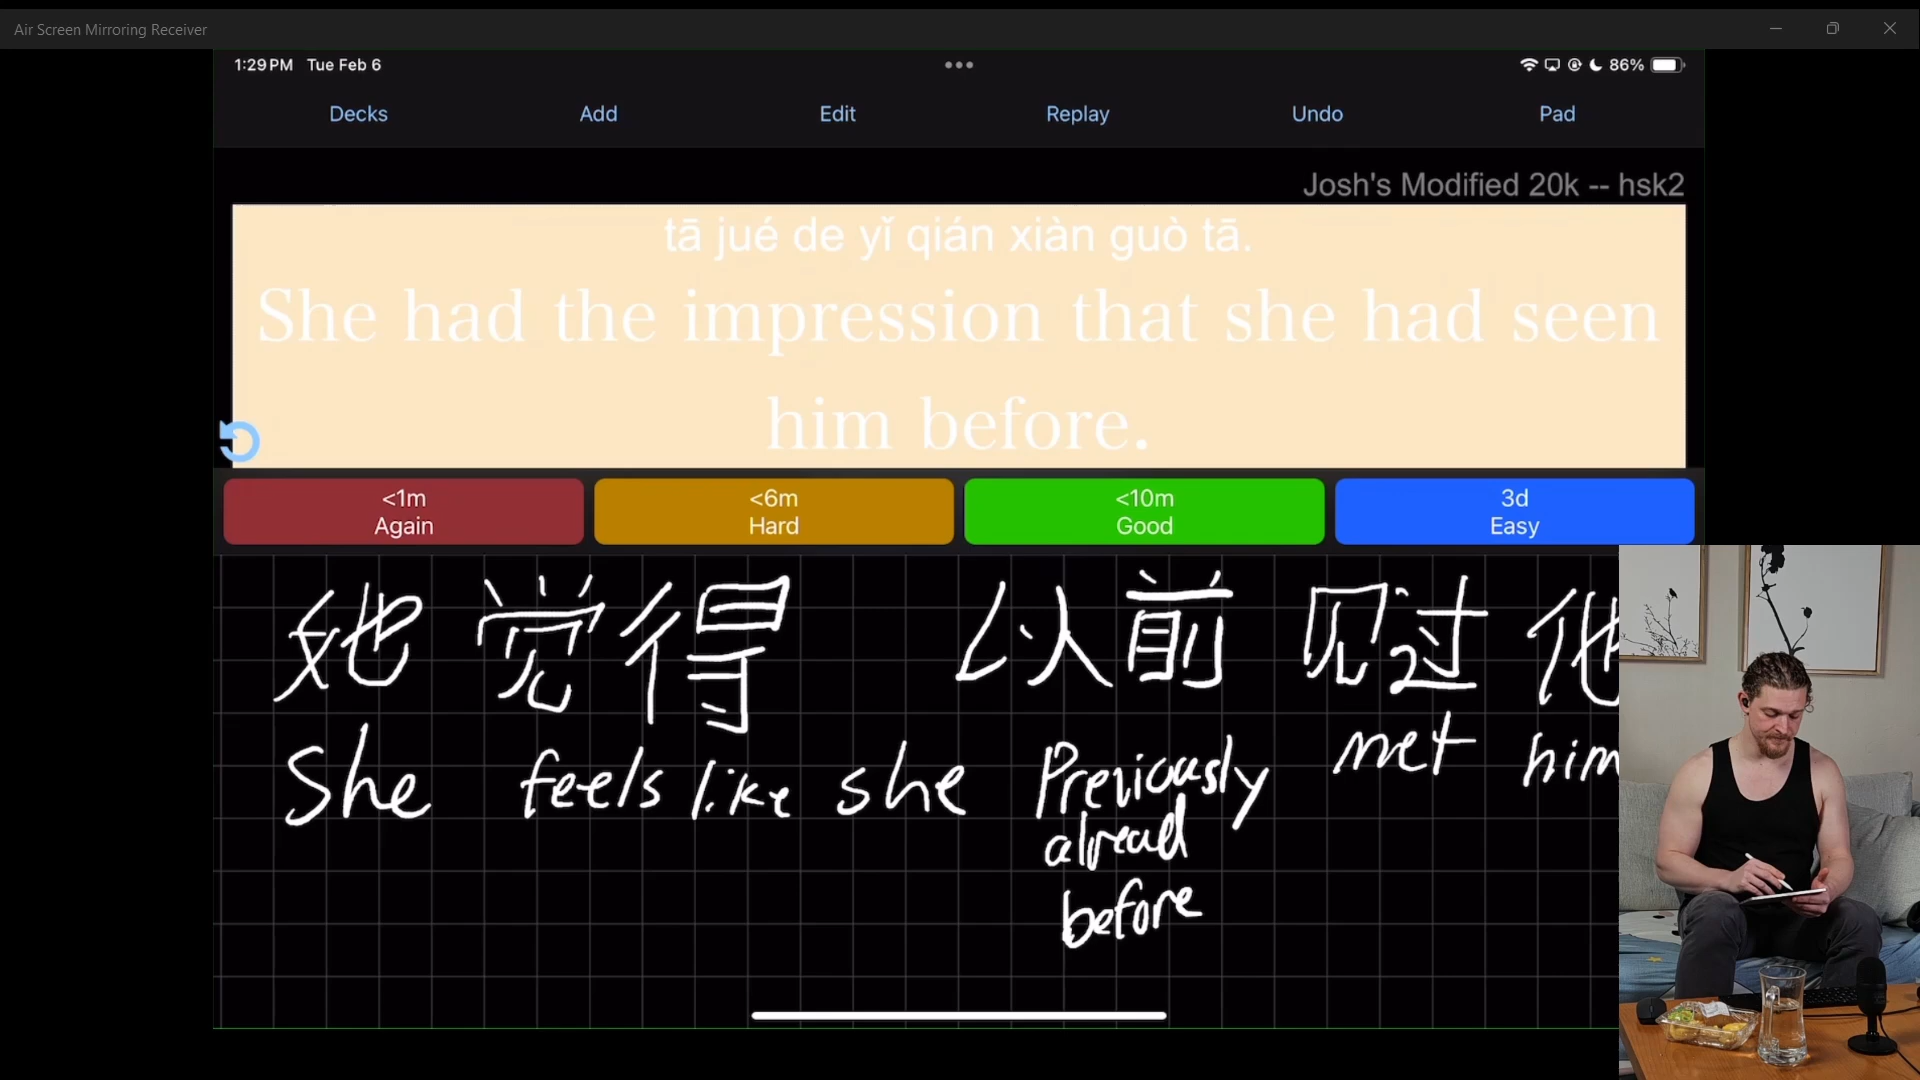 Air Screen Mirroring Receiver
1:29 PM Tue Feb 6
86%
Decks Add Edit Replay Undo Pad
Josh's Modified 20k -- hsk2
tā jué de yǐ qián xiàn guò tā.
She had the impression that she had seen
him before.
<1m <6m <10m 3d
Again Hard Good Easy
她 觉得 以前 见过 他
She feels like she Previously met him
alread
before